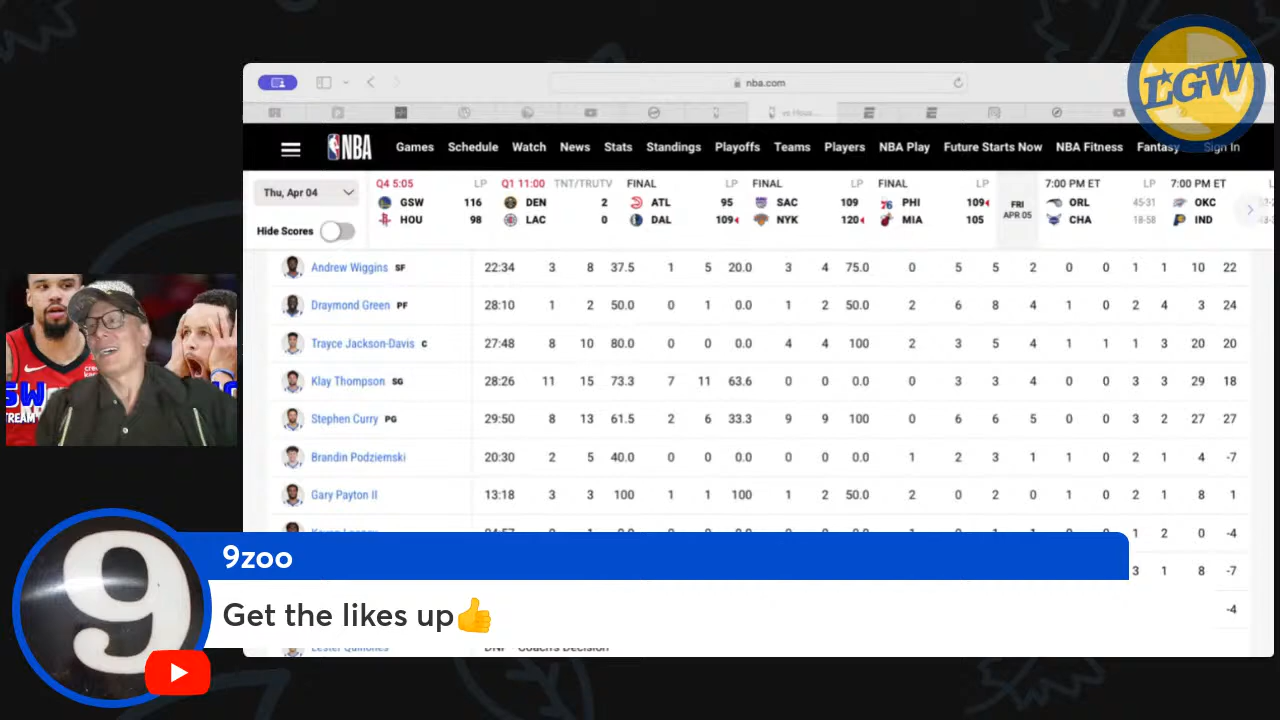 nba.com
vs Hou...
LGW
NBA Games Schedule Watch News Stats Standings Playoffs Teams Players NBA Play Future Starts Now NBA Fitness Fantasy Sign In
Thu, Apr 04
Hide Scores
Q4 5:05 LP
GSW 116
HOU 98
Q1 11:00 TNT/TRUTV
DEN 2
LAC 0
FINAL LP
ATL 95
DAL 109
FINAL LP
SAC 109
NYK 120
FINAL LP
PHI 109
MIA 105
FRI
APR 05
7:00 PM ET LP
ORL 45-31
CHA 18-58
7:00 PM ET
OKC
IND
Andrew Wiggins SF 22:34 3 8 37.5 1 5 20.0 3 4 75.0 0 5 5 2 0 0 1 1 10 22
Draymond Green PF 28:10 1 2 50.0 0 1 0.0 1 2 50.0 2 6 8 4 1 0 2 4 3 24
Trayce Jackson-Davis C 27:48 8 10 80.0 0 0 0.0 4 4 100 2 3 5 4 1 1 1 3 20 20
Klay Thompson SG 28:26 11 15 73.3 7 11 63.6 0 0 0.0 0 3 3 4 0 0 3 3 29 18
Stephen Curry PG 29:50 8 13 61.5 2 6 33.3 9 9 100 0 6 6 5 0 0 3 2 27 27
Brandin Podziemski 20:30 2 5 40.0 0 0 0.0 0 0 0.0 1 2 3 1 1 0 2 1 4 -7
Gary Payton II 13:18 3 3 100 1 1 100 1 2 50.0 2 0 2 0 1 0 2 1 8 1
1 2 0 -4
3 1 8 -7
-4
Lester Quinones DNP - Coach's Decision
9
9zoo
Get the likes up👍